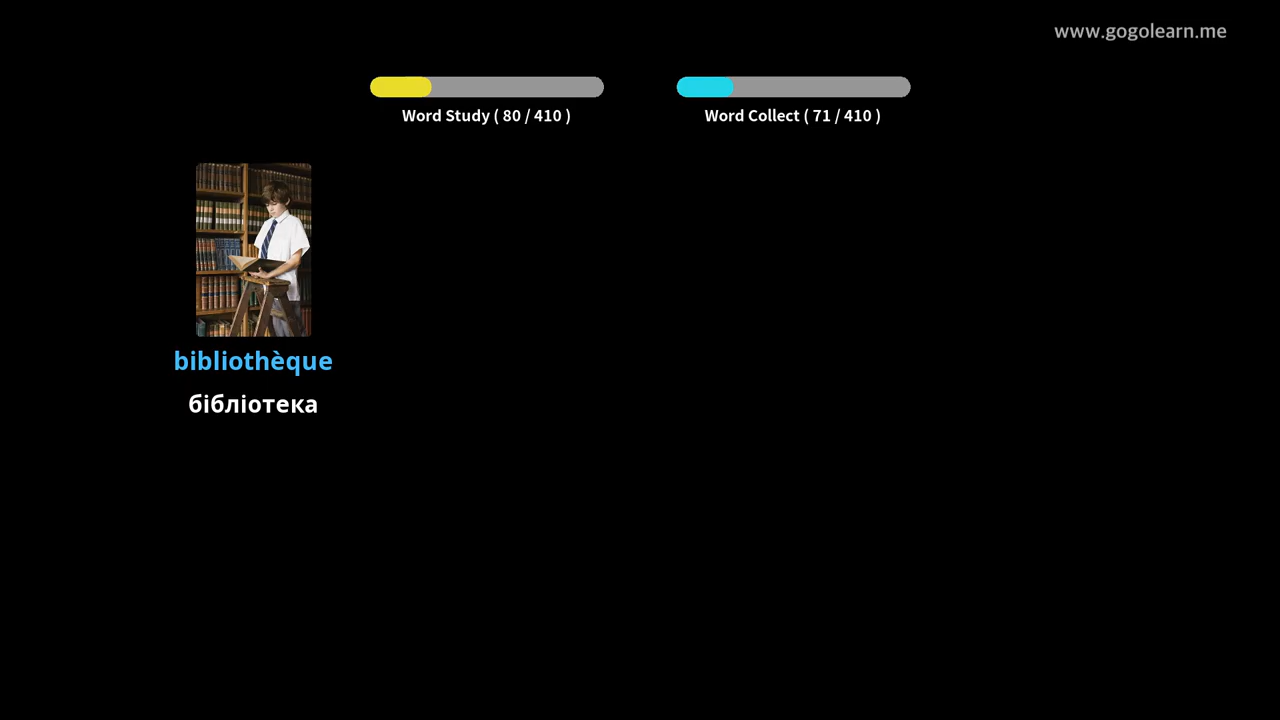 www.gogolearn.me
Word Study ( 80 / 410 )
Word Collect ( 71 / 410 )
bibliothèque
бібліотека